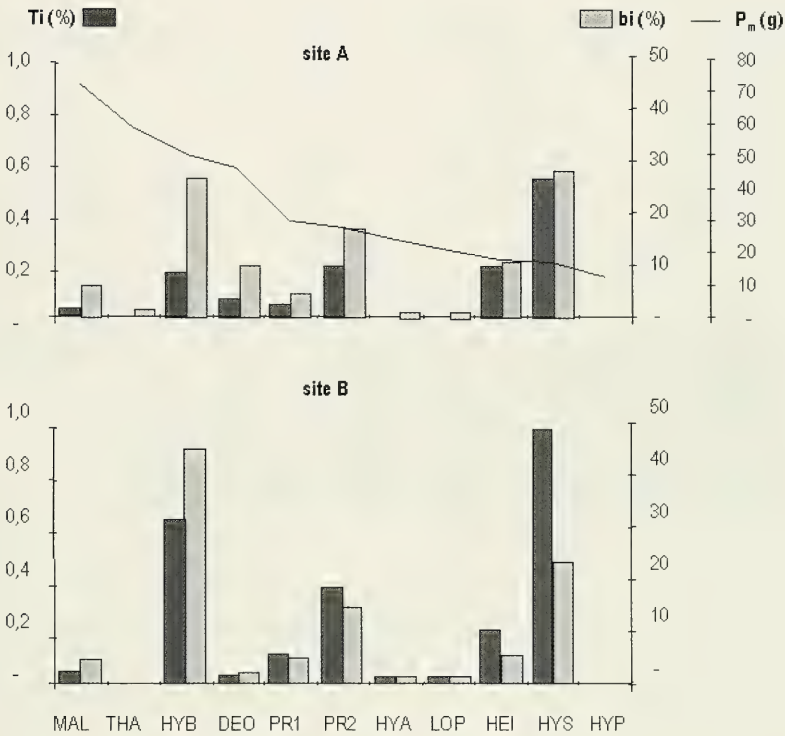 Ti (%) bi (%) P_m (g)
site A
1,0 50 80
0,8 40 70
0,6 30 60
0,4 20 50
0,2 10 40
- - 30
20
10
-
site B
1,0 50
0,8 40
0,6 30
0,4 20
0,2 10
- -
MAL THA HYB DEO PR1 PR2 HYA LOP HEI HYS HYP